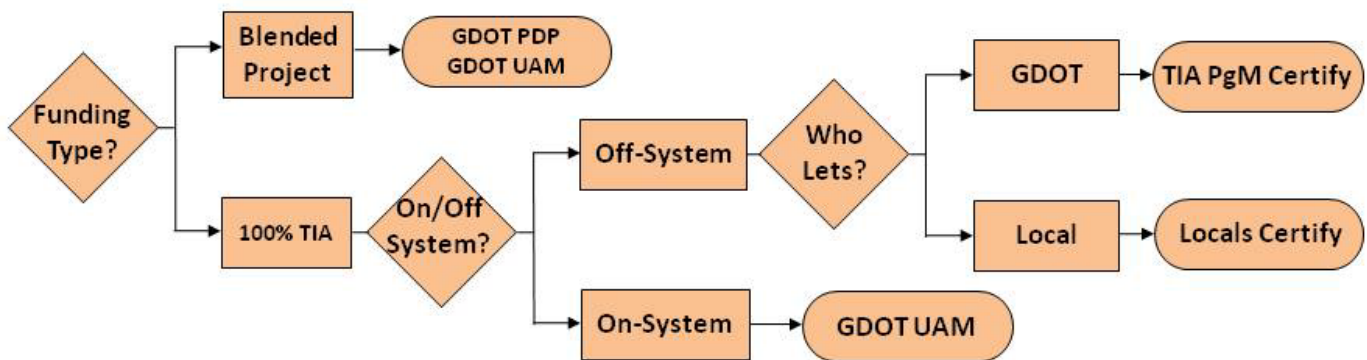 Funding
Type?
Blended
Project
GDOT PDP
GDOT UAM
100% TIA
On/Off
System?
Off-System
On-System
GDOT UAM
Who
Lets?
GDOT
TIA PgM Certify
Local
Locals Certify